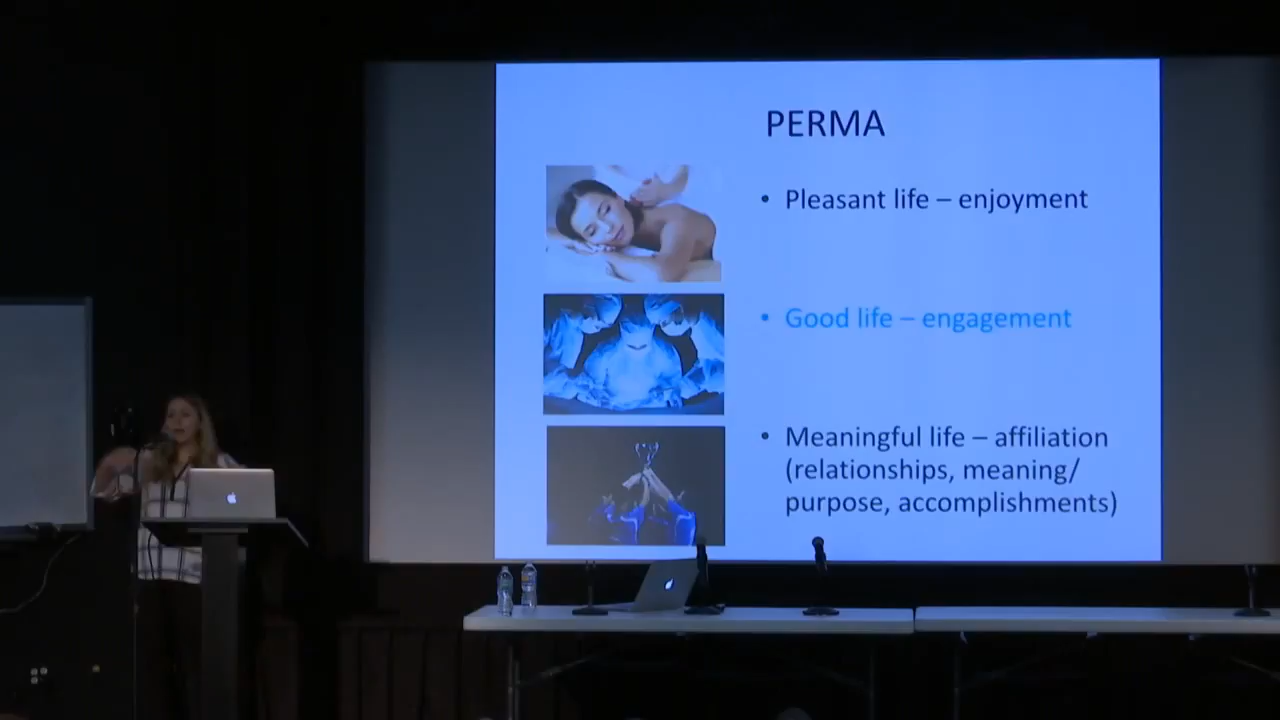 PERMA
• Pleasant life – enjoyment
• Good life – engagement
• Meaningful life – affiliation
(relationships, meaning/
purpose, accomplishments)